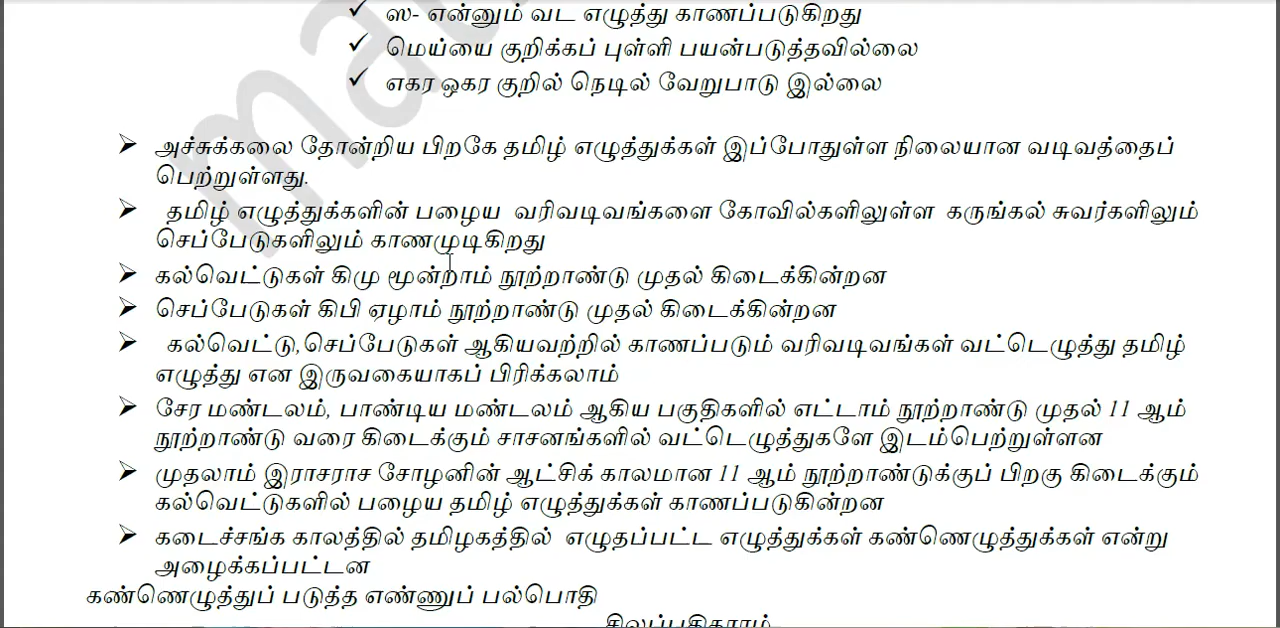 ஸ- என்னும் வட எழுத்து காணப்படுகிறது
மெய்யை குறிக்கப் புள்ளி பயன்படுத்தவில்லை
எகர ஒகர குறில் நெடில் வேறுபாடு இல்லை
அச்சுக்கலை தோன்றிய பிறகே தமிழ் எழுத்துக்கள் இப்போதுள்ள நிலையான வடிவத்தைப்
பெற்றுள்ளது.
தமிழ் எழுத்துக்களின் பழைய வரிவடிவங்களை கோவில்களிலுள்ள கருங்கல் சுவர்களிலும்
செப்பேடுகளிலும் காணமுடிகிறது
கல்வெட்டுகள் கிமு மூன்றாம் நூற்றாண்டு முதல் கிடைக்கின்றன
செப்பேடுகள் கிபி ஏழாம் நூற்றாண்டு முதல் கிடைக்கின்றன
கல்வெட்டு,செப்பேடுகள் ஆகியவற்றில் காணப்படும் வரிவடிவங்கள் வட்டெழுத்து தமிழ்
எழுத்து என இருவகையாகப் பிரிக்கலாம்
சேர மண்டலம், பாண்டிய மண்டலம் ஆகிய பகுதிகளில் எட்டாம் நூற்றாண்டு முதல் 11 ஆம்
நூற்றாண்டு வரை கிடைக்கும் சாசனங்களில் வட்டெழுத்துகளே இடம்பெற்றுள்ளன
முதலாம் இராசராச சோழனின் ஆட்சிக் காலமான 11 ஆம் நூற்றாண்டுக்குப் பிறகு கிடைக்கும்
கல்வெட்டுகளில் பழைய தமிழ் எழுத்துக்கள் காணப்படுகின்றன
கடைச்சங்க காலத்தில் தமிழகத்தில் எழுதப்பட்ட எழுத்துக்கள் கண்ணெழுத்துக்கள் என்று
அழைக்கப்பட்டன
கண்ணெழுத்துப் படுத்த எண்ணுப் பல்பொதி
சிலப்பதிகாரம்